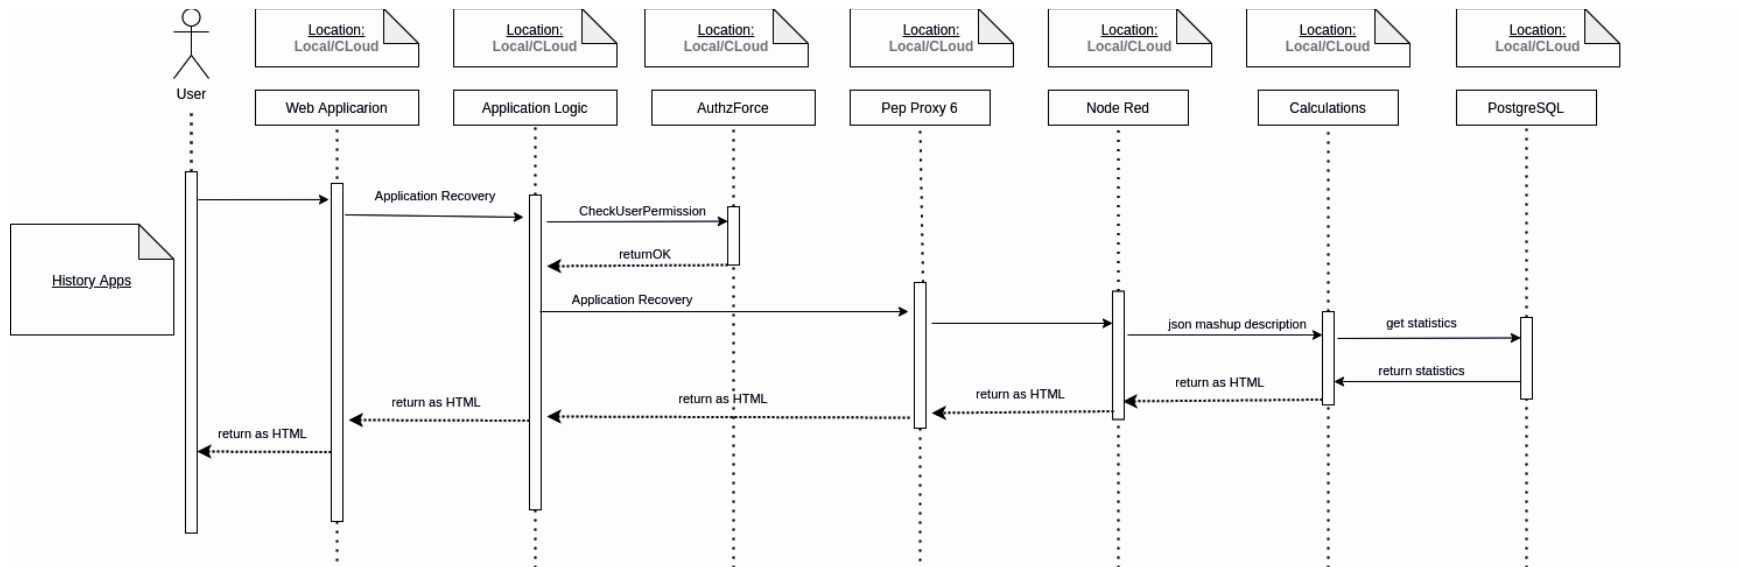 Location:
Local/CLoud
Location:
Local/CLoud
Location:
Local/CLoud
Location:
Local/CLoud
Location:
Local/CLoud
Location:
Local/CLoud
Location:
Local/CLoud
User
Web Applicarion
Application Logic
AuthzForce
Pep Proxy 6
Node Red
Calculations
PostgreSQL
Application Recovery
CheckUserPermission
returnOK
History Apps
Application Recovery
json mashup description
get statistics
return statistics
return as HTML
return as HTML
return as HTML
return as HTML
return as HTML